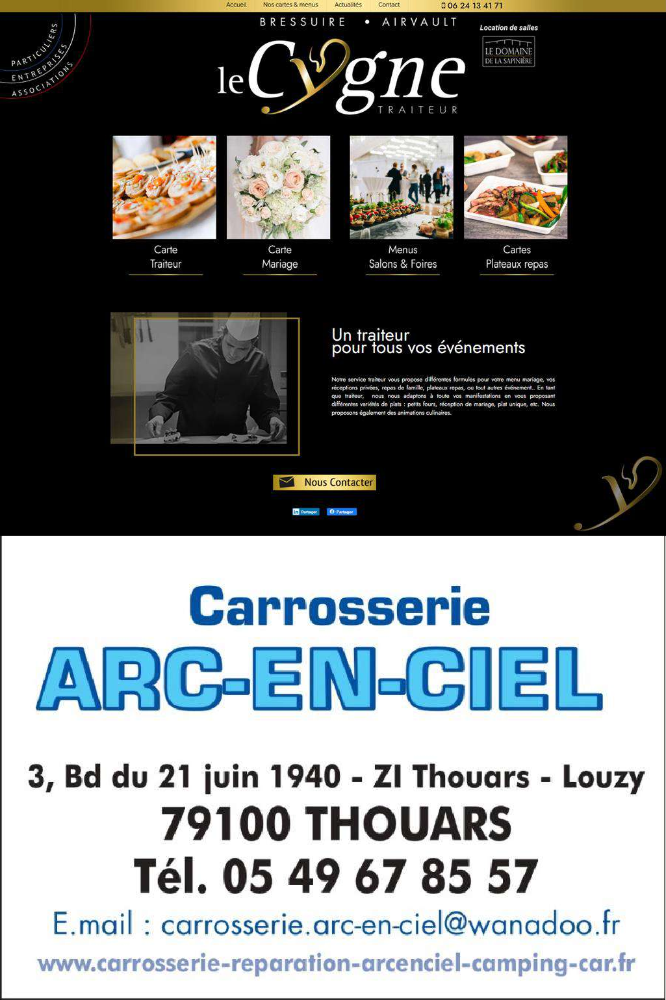 Accueil Nos cartes & menus Actualités Contact 06 24 13 41 71
BRESSUIRE • AIRVAULT
Location de salles
PARTICULIERS
ENTREPRISES
ASSOCIATIONS
LE DOMAINE
DE LA SAPINIÈRE
le Cygne
TRAITEUR
Carte
Traiteur
Carte
Mariage
Menus
Salons & Foires
Cartes
Plateaux repas
Un traiteur
pour tous vos événements
Notre service traiteur vous propose différentes formules pour votre menu mariage, vos
réceptions privées, repas de famille, plateaux repas, ou tout autres événement.. En tant
que traiteur, nous nous adaptons à toute vos manifestations en vous proposant
différentes variétés de plats : petits fours, réception de mariage, plat unique, etc. Nous
proposons également des animations culinaires.
Nous Contacter
in Partager Partager
Carrosserie
ARC-EN-CIEL
3, Bd du 21 juin 1940 - ZI Thouars - Louzy
79100 THOUARS
Tél. 05 49 67 85 57
E.mail : carrosserie.arc-en-ciel@wanadoo.fr
www.carrosserie-reparation-arcenciel-camping-car.fr